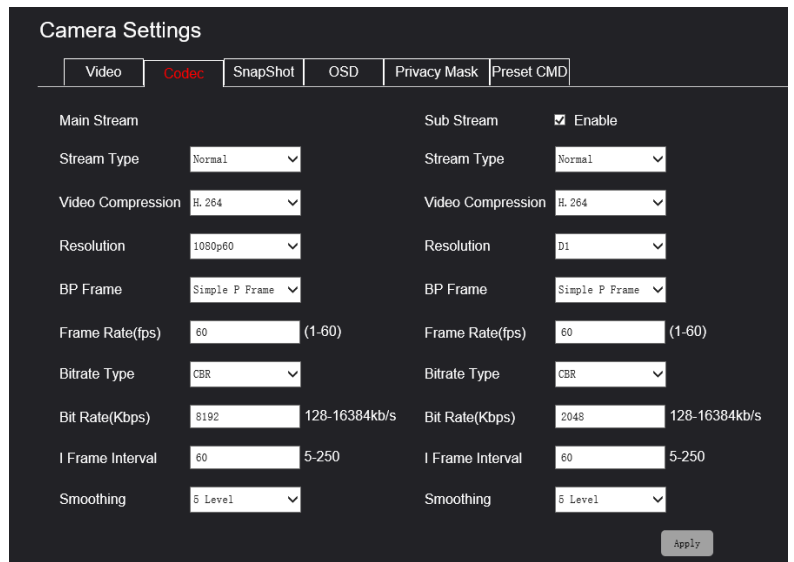 Camera Settings
Video Codec SnapShot OSD Privacy Mask Preset CMD
Main Stream Sub Stream Enable
Stream Type Normal Stream Type Normal
Video Compression H.264 Video Compression H.264
Resolution 1080p60 Resolution D1
BP Frame Simple P Frame BP Frame Simple P Frame
Frame Rate(fps) 60 (1-60) Frame Rate(fps) 60 (1-60)
Bitrate Type CBR Bitrate Type CBR
Bit Rate(Kbps) 8192 128-16384kb/s Bit Rate(Kbps) 2048 128-16384kb/s
I Frame Interval 60 5-250 I Frame Interval 60 5-250
Smoothing 5 Level Smoothing 5 Level
Apply